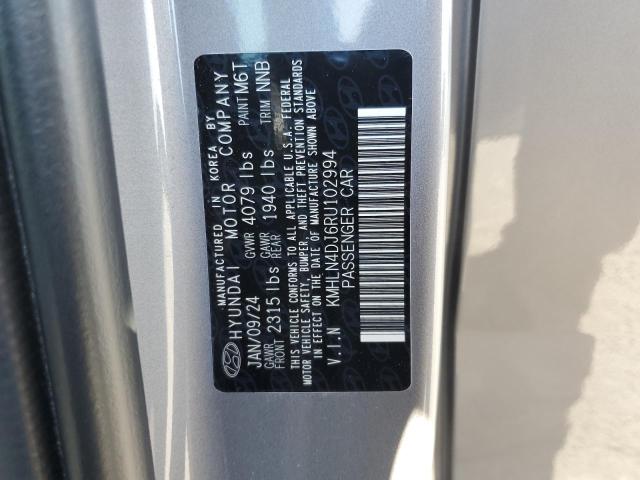 MANUFACTURED IN KOREA BY
HYUNDAI MOTOR COMPANY
JAN/09/24 GVWR 4079 lbs PAINT M6T
GAWR FRONT 2315 lbs GAWR REAR 1940 lbs TRIM NNB
THIS VEHICLE CONFORMS TO ALL APPLICABLE U.S.A. FEDERAL
MOTOR VEHICLE SAFETY, BUMPER, AND THEFT PREVENTION STANDARDS
IN EFFECT ON THE DATE OF MANUFACTURE SHOWN ABOVE
V.I.N KMHLN4DJ6RU102994
PASSENGER CAR